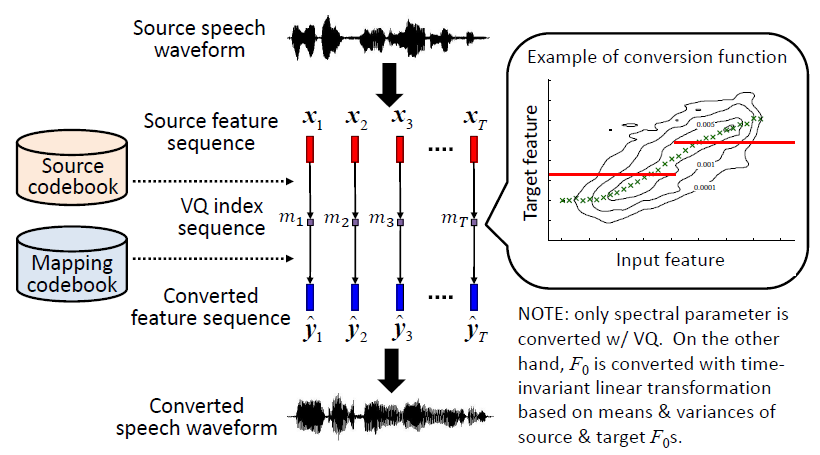 Source speech
waveform
Example of conversion function
Source feature
sequence
x₁ x₂ x₃ x_T
....
Source
codebook
VQ index
sequence
m₁ m₂ m₃ m_T
Mapping
codebook
Converted
feature sequence
....
ŷ₁ ŷ₂ ŷ₃ ŷ_T
Converted
speech waveform
Target feature
0.005
0.001
0.0001
Input feature
NOTE: only spectral parameter is
converted w/ VQ. On the other
hand, F₀ is converted with time-
invariant linear transformation
based on means & variances of
source & target F₀s.